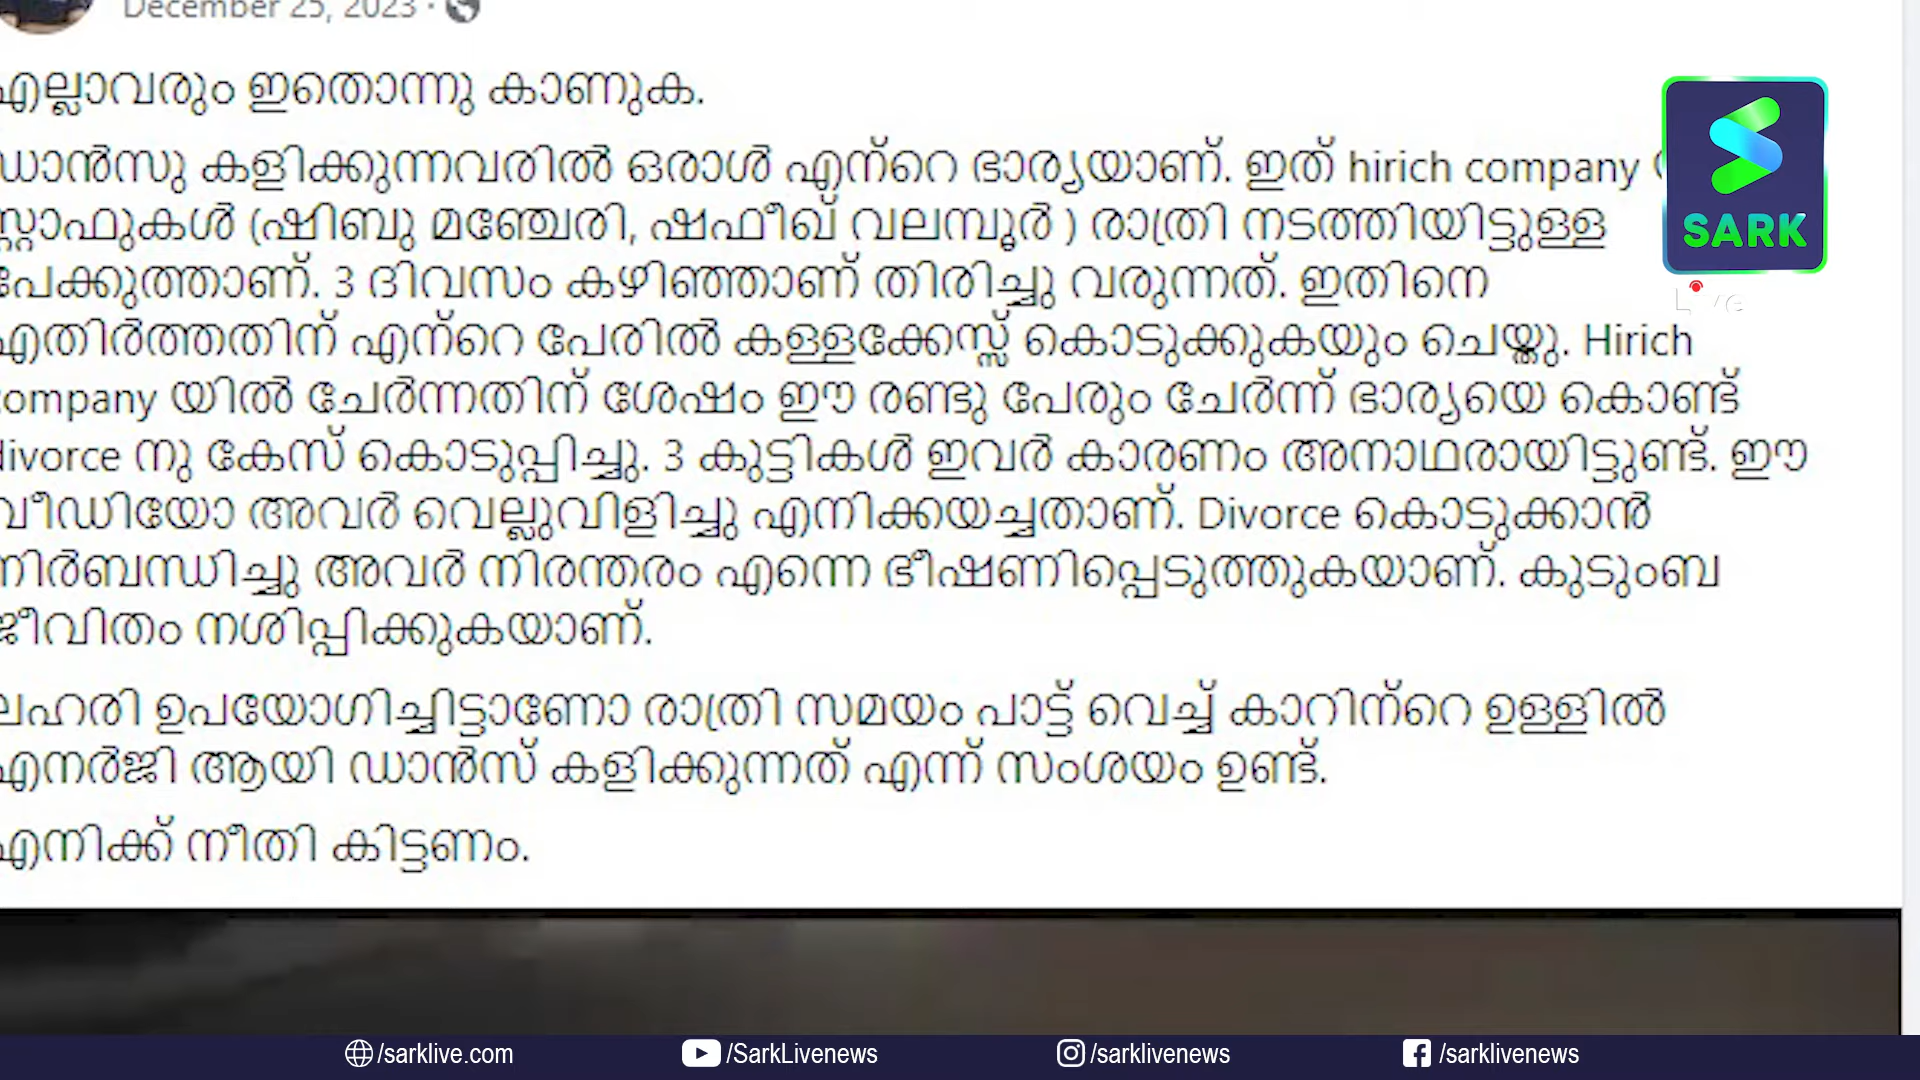 December 25, 2023
എല്ലാവരും ഇതൊന്നു കാണുക.
ഡാൻസു കളിക്കുന്നവരിൽ ഒരാൾ എന്റെ ഭാര്യയാണ്. ഇത് hirich company
സ്റ്റാഫുകൾ (ഷിബു മഞ്ചേരി, ഷഫീഖ് വലമ്പൂർ ) രാത്രി നടത്തിയിട്ടുള്ള
പേക്കൂത്താണ്. 3 ദിവസം കഴിഞ്ഞാണ് തിരിച്ചു വരുന്നത്. ഇതിനെ
എതിർത്തതിന് എന്റെ പേരിൽ കള്ളക്കേസ്സ് കൊടുക്കുകയും ചെയ്തു. Hirich
company യിൽ ചേർന്നതിന് ശേഷം ഈ രണ്ടു പേരും ചേർന്ന് ഭാര്യയെ കൊണ്ട്
divorce നു കേസ് കൊടുപ്പിച്ചു. 3 കുട്ടികൾ ഇവർ കാരണം അനാഥരായിട്ടുണ്ട്. ഈ
വീഡിയോ അവർ വെല്ലുവിളിച്ചു എനിക്കയച്ചതാണ്. Divorce കൊടുക്കാൻ
നിർബന്ധിച്ചു അവർ നിരന്തരം എന്നെ ഭീഷണിപ്പെടുത്തുകയാണ്. കുടുംബ
ജീവിതം നശിപ്പിക്കുകയാണ്.
ലഹരി ഉപയോഗിച്ചിട്ടാണോ രാത്രി സമയം പാട്ട് വെച്ച് കാറിന്റെ ഉള്ളിൽ
എനർജി ആയി ഡാൻസ് കളിക്കുന്നത് എന്ന് സംശയം ഉണ്ട്.
എനിക്ക് നീതി കിട്ടണം.
SARK
Live
/sarklive.com
/SarkLivenews
/sarklivenews
/sarklivenews